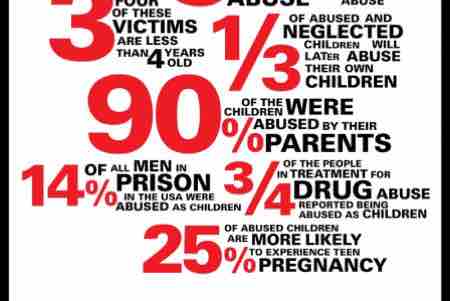 3 FOUR
OF THESE
VICTIMS
ARE LESS
THAN 4 YEARS
OLD
ABUSE ABUSE
1/3 OF ABUSED AND
NEGLECTED
CHILDREN WILL
LATER ABUSE
THEIR OWN
CHILDREN
90% OF THE
CHILDREN WERE
ABUSED BY THEIR
PARENTS
14% OF ALL MEN IN
PRISON
IN THE USA WERE
ABUSED AS CHILDREN
3/4 OF THE PEOPLE
IN TREATMENT FOR
DRUG ABUSE
REPORTED BEING
ABUSED AS CHILDREN
25% OF ABUSED CHILDREN
ARE MORE LIKELY
TO EXPERIENCE TEEN
PREGNANCY